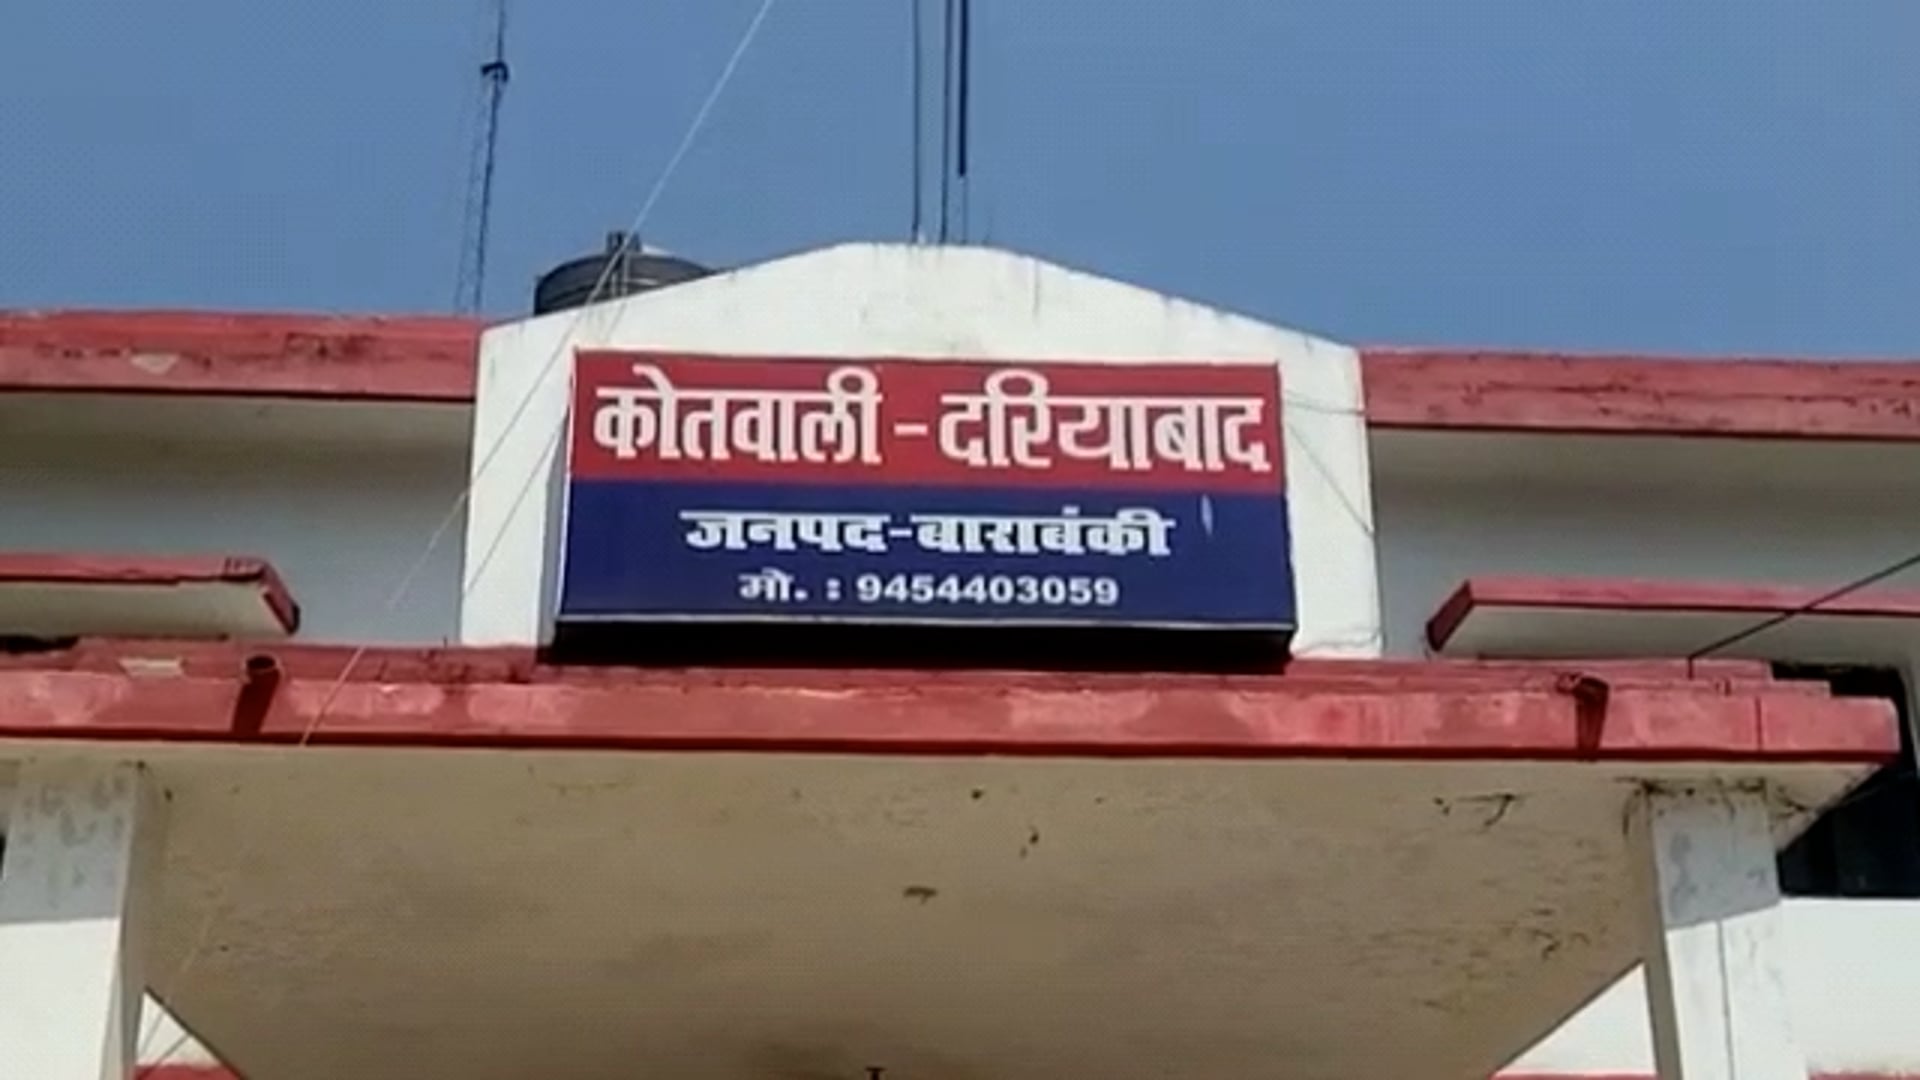 कोतवाली - दरियाबाद
जनपद-बाराबंकी
मो. : 9454403059